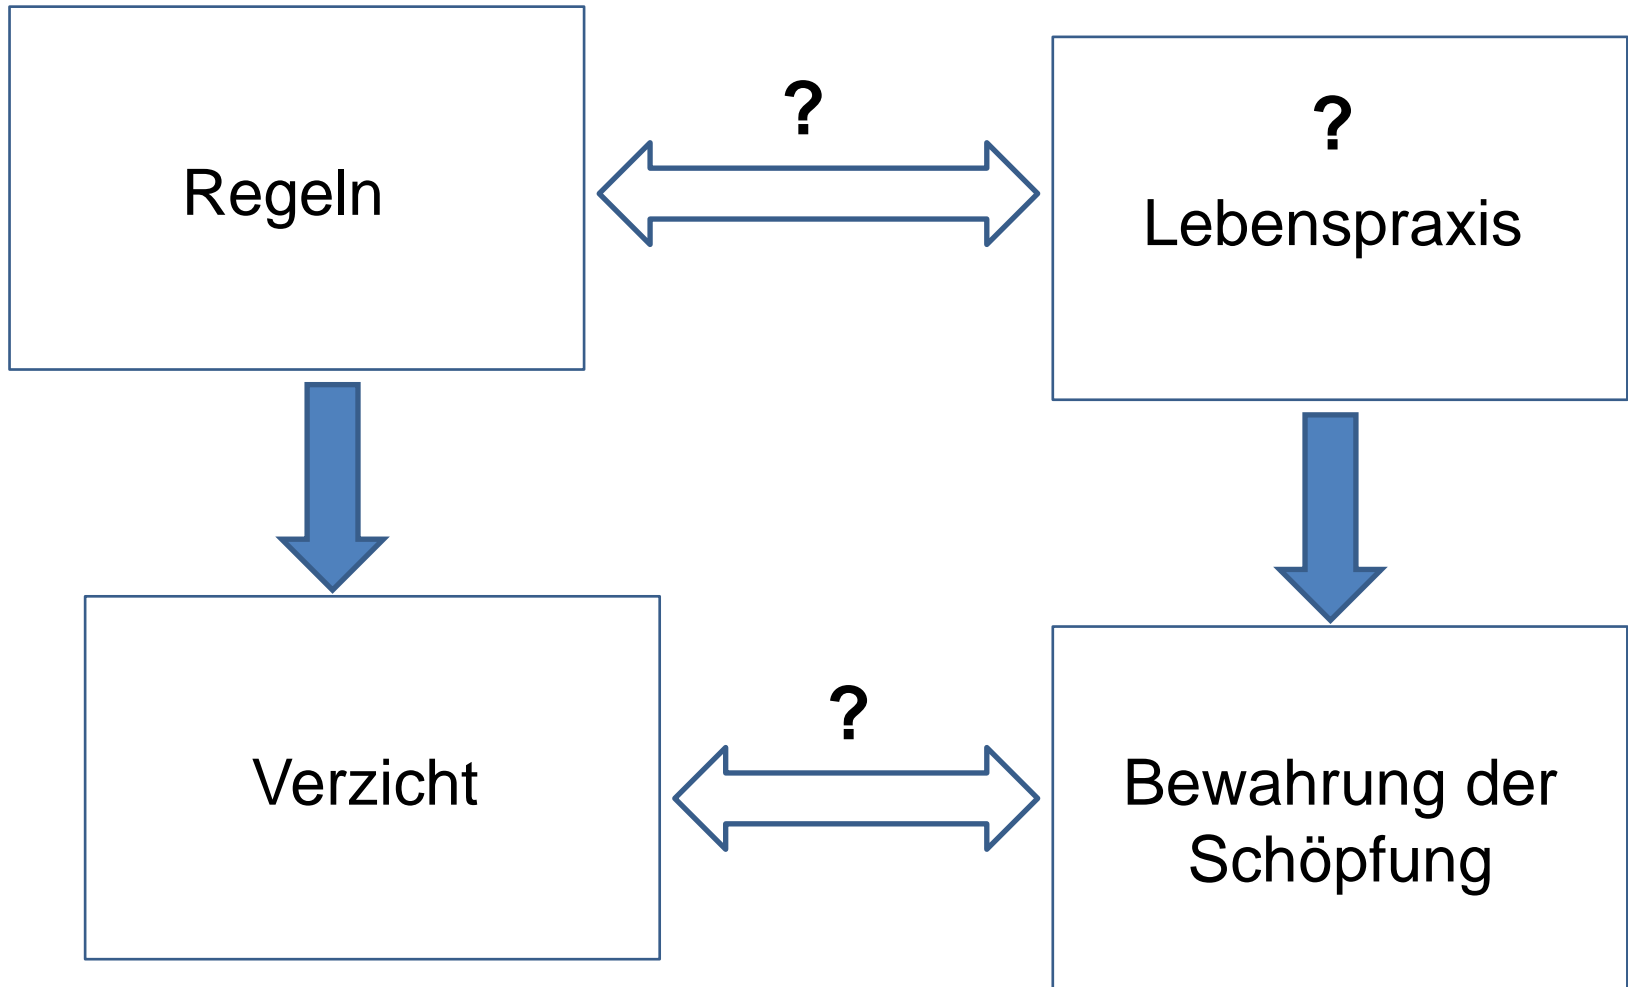 Regeln
?
?
Lebenspraxis
Verzicht
?
Bewahrung der
Schöpfung